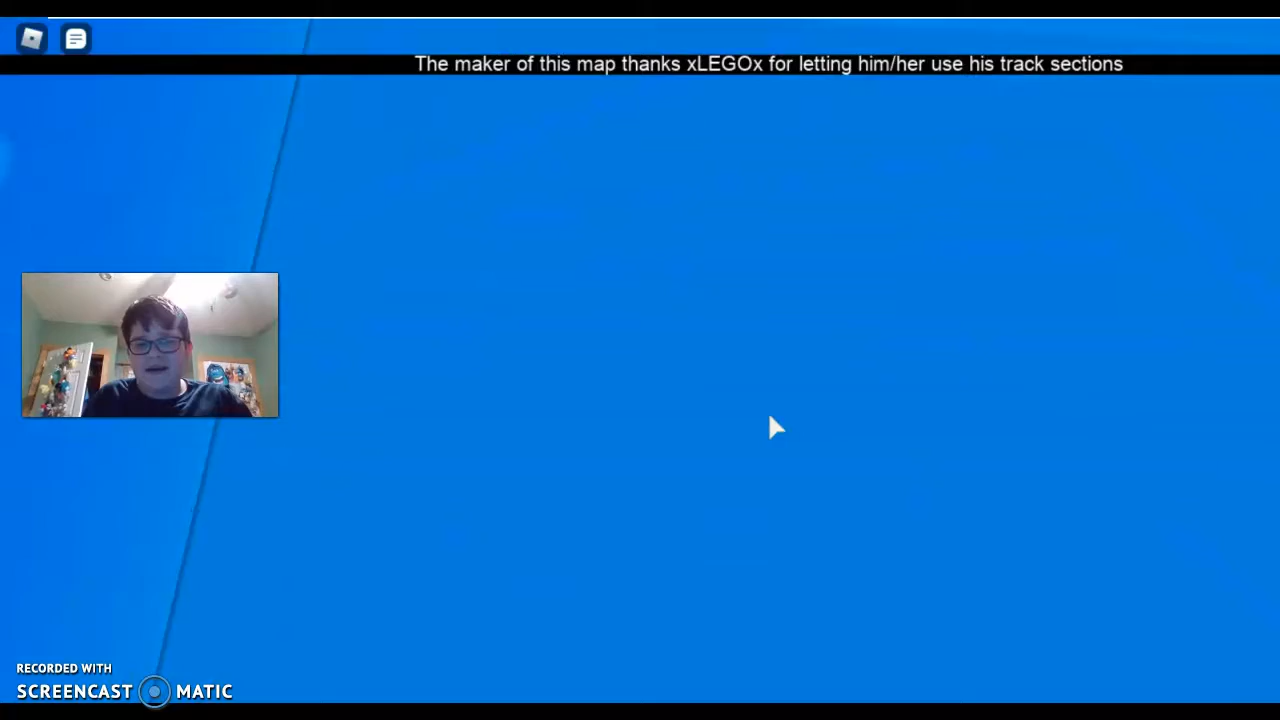 The maker of this map thanks xLEGOx for letting him/her use his track sections
RECORDED WITH
SCREENCAST MATIC